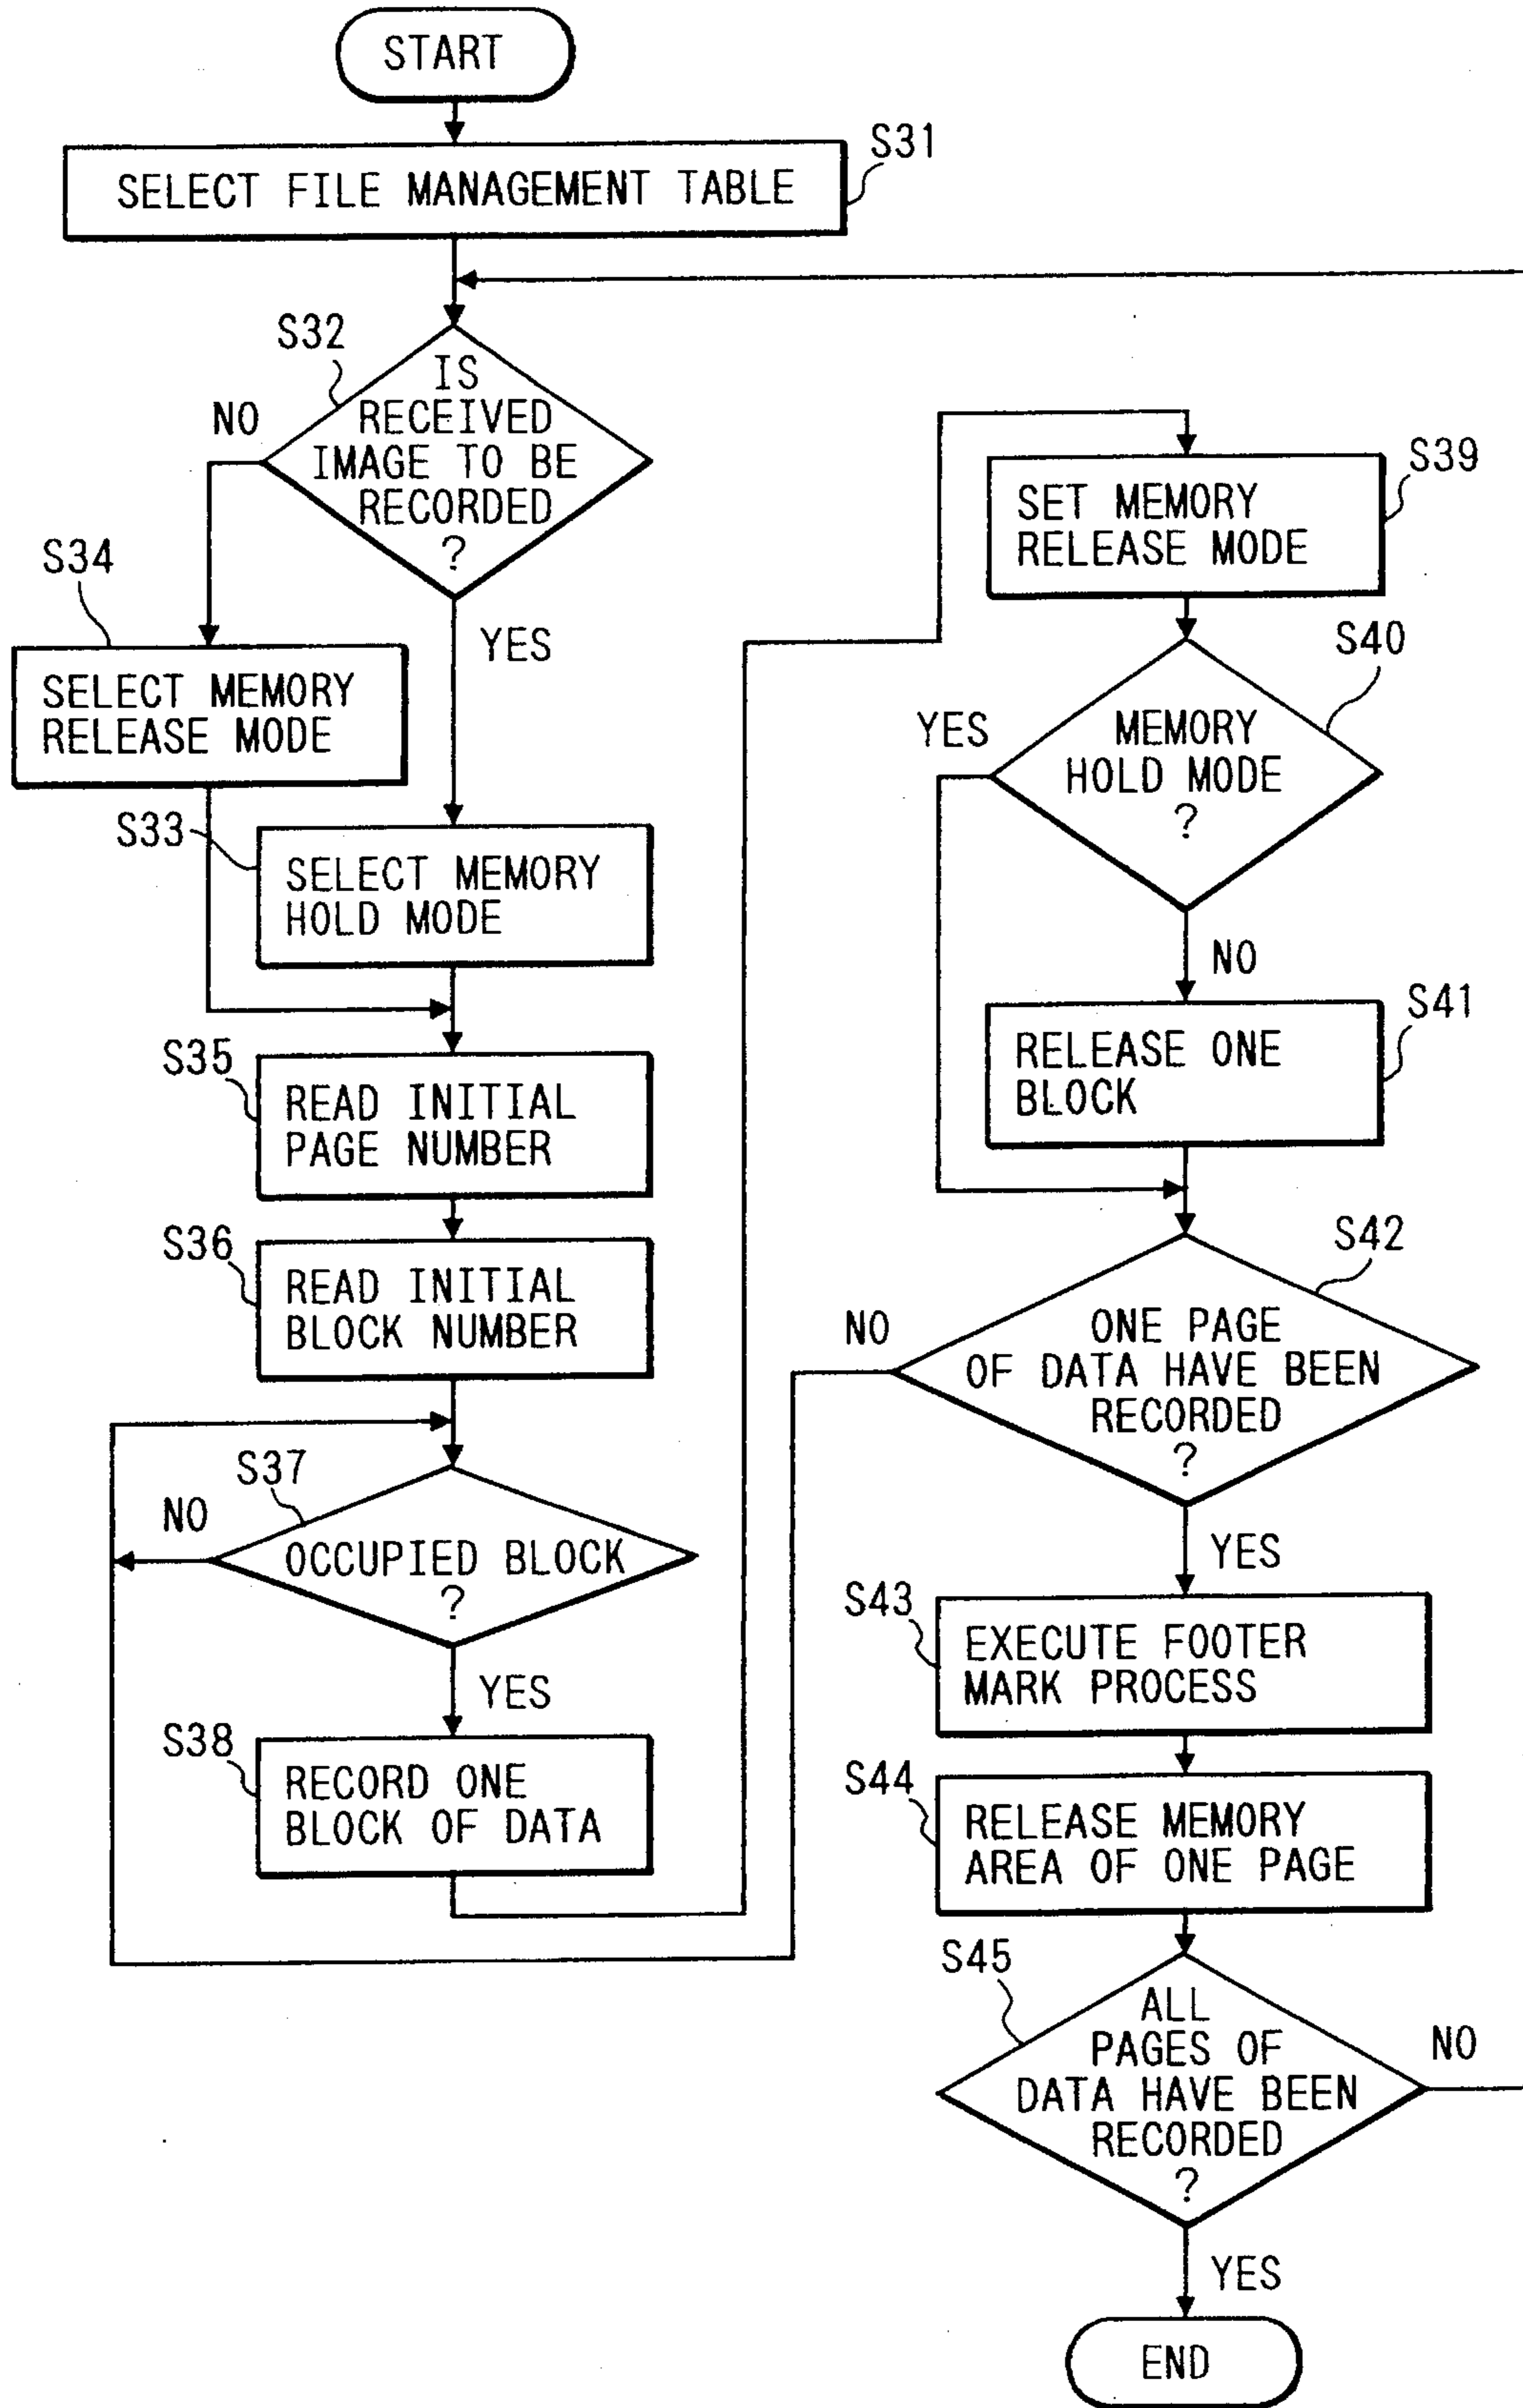 START
S31
SELECT FILE MANAGEMENT TABLE
S32
IS
RECEIVED
IMAGE TO BE
RECORDED
?
NO
YES
S34
SELECT MEMORY
RELEASE MODE
S33
SELECT MEMORY
HOLD MODE
S35
READ INITIAL
PAGE NUMBER
S36
READ INITIAL
BLOCK NUMBER
S37
NO
OCCUPIED BLOCK
?
YES
S38
RECORD ONE
BLOCK OF DATA
S39
SET MEMORY
RELEASE MODE
S40
YES
MEMORY
HOLD MODE
?
NO
S41
RELEASE ONE
BLOCK
S42
NO
ONE PAGE
OF DATA HAVE BEEN
RECORDED
?
YES
S43
EXECUTE FOOTER
MARK PROCESS
S44
RELEASE MEMORY
AREA OF ONE PAGE
S45
ALL
PAGES OF
DATA HAVE BEEN
RECORDED
?
NO
YES
END